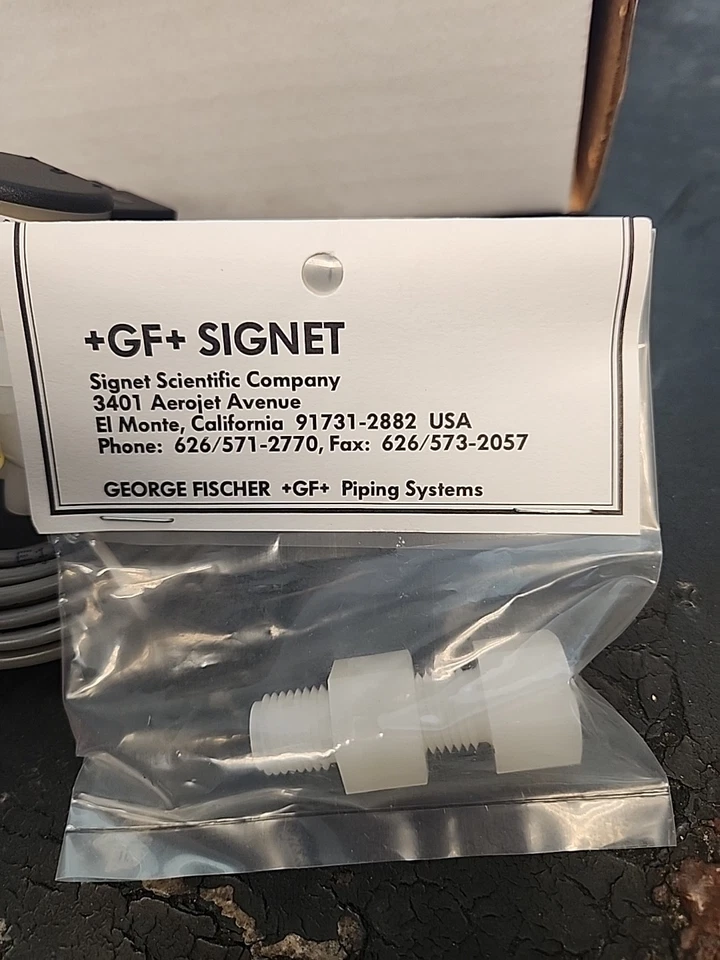 +GF+ SIGNET
Signet Scientific Company
3401 Aerojet Avenue
El Monte, California 91731-2882 USA
Phone: 626/571-2770, Fax: 626/573-2057
GEORGE FISCHER +GF+ Piping Systems